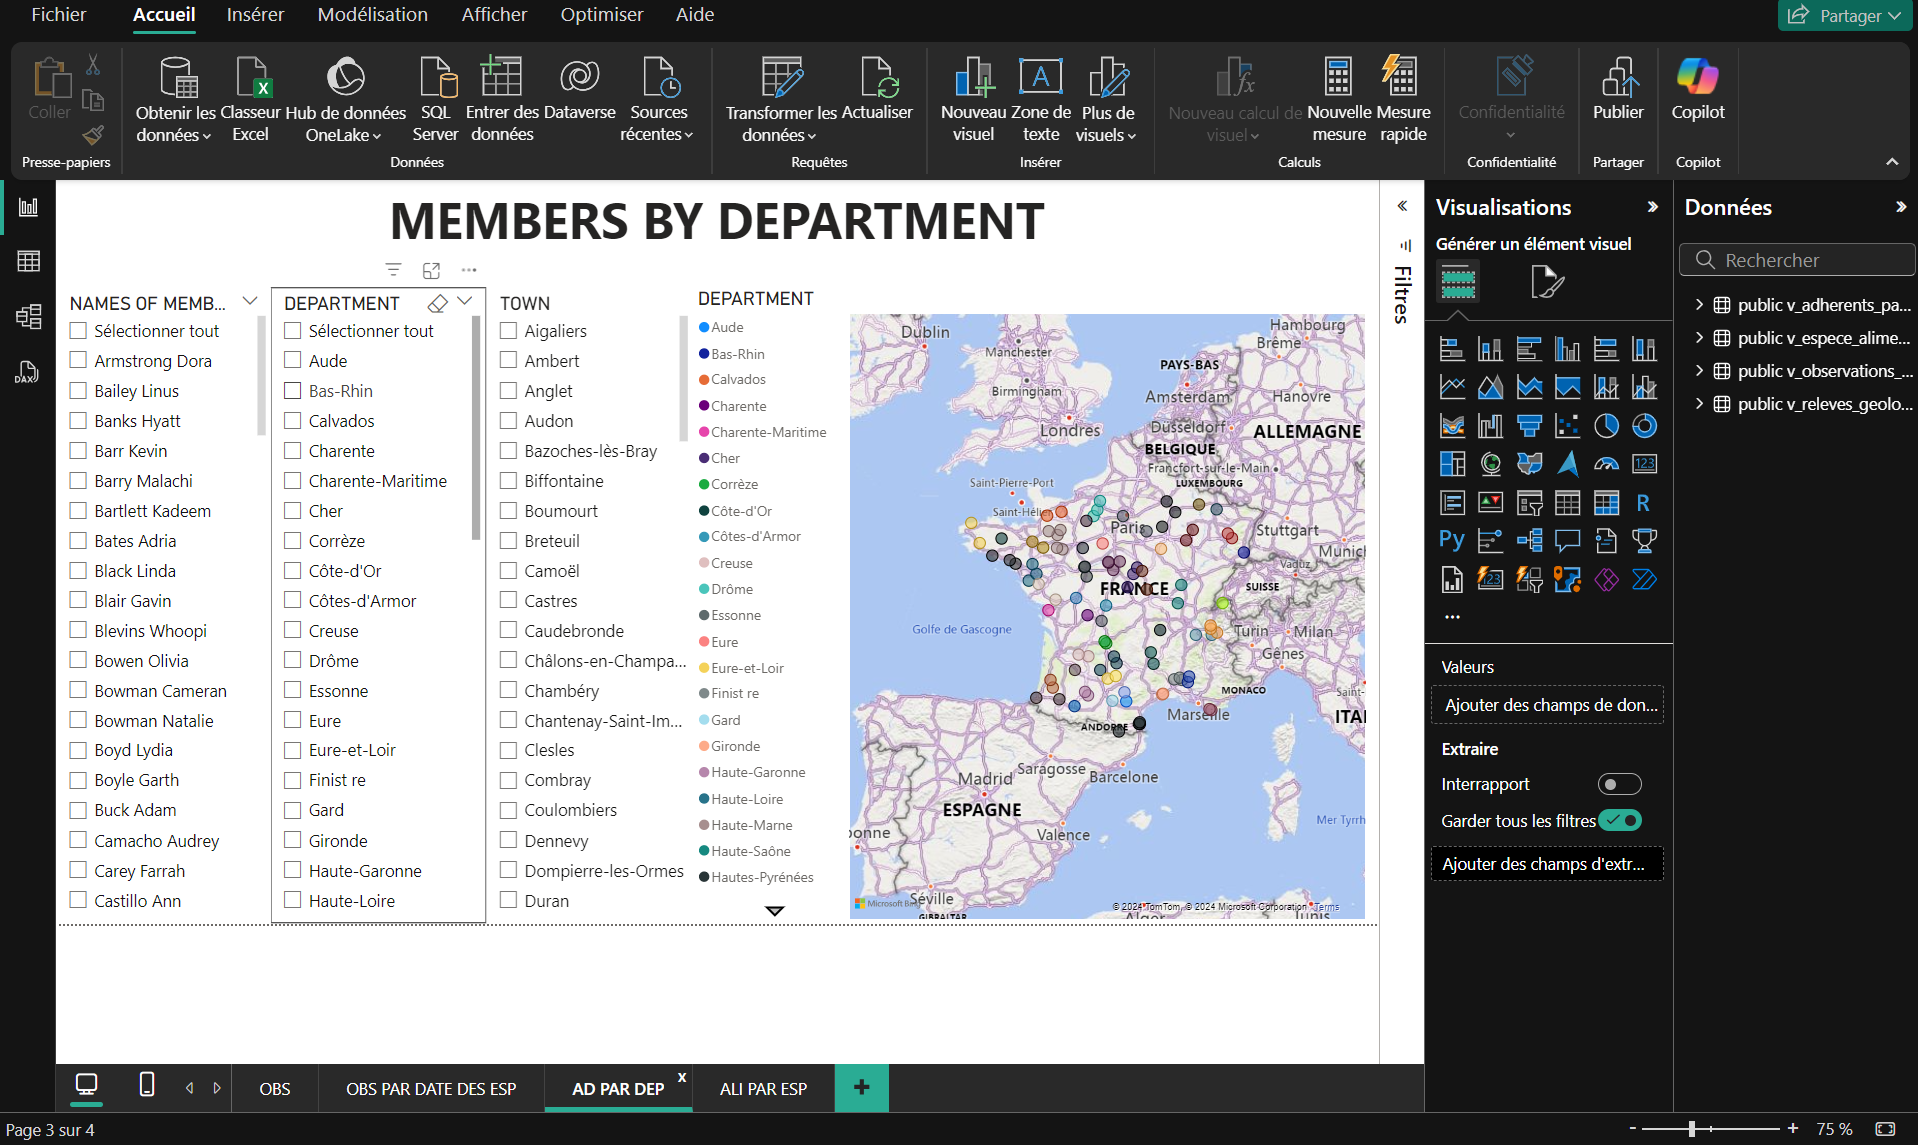 Fichier
Accueil
Insérer
Modélisation
Afficher
Optimiser
Aide
Partager
Coller
Presse-papiers
Obtenir les
données
Classeur
Excel
Hub de données
OneLake
SQL
Server
Entrer des
données
Dataverse
Sources
récentes
Données
Transformer les
données
Actualiser
Requêtes
Nouveau
visuel
Zone de
texte
Plus de
visuels
Insérer
Nouveau calcul de
visuel
Nouvelle
mesure
Mesure
rapide
Calculs
Confidentialité
Confidentialité
Publier
Partager
Copilot
Copilot
DAX
MEMBERS BY DEPARTMENT
NAMES OF MEMB...
Sélectionner tout
Armstrong Dora
Bailey Linus
Banks Hyatt
Barr Kevin
Barry Malachi
Bartlett Kadeem
Bates Adria
Black Linda
Blair Gavin
Blevins Whoopi
Bowen Olivia
Bowman Cameran
Bowman Natalie
Boyd Lydia
Boyle Garth
Buck Adam
Camacho Audrey
Carey Farrah
Castillo Ann
DEPARTMENT
Sélectionner tout
Aude
Bas-Rhin
Calvados
Charente
Charente-Maritime
Cher
Corrèze
Côte-d'Or
Côtes-d'Armor
Creuse
Drôme
Essonne
Eure
Eure-et-Loir
Finist re
Gard
Gironde
Haute-Garonne
Haute-Loire
TOWN
Aigaliers
Ambert
Anglet
Audon
Bazoches-lès-Bray
Biffontaine
Boumourt
Breteuil
Camoël
Castres
Caudebronde
Châlons-en-Champa...
Chambéry
Chantenay-Saint-Im...
Clesles
Combray
Coulombiers
Dennevy
Dompierre-les-Ormes
Duran
DEPARTMENT
Aude
Bas-Rhin
Calvados
Charente
Charente-Maritime
Cher
Corrèze
Côte-d'Or
Côtes-d'Armor
Creuse
Drôme
Essonne
Eure
Eure-et-Loir
Finist re
Gard
Gironde
Haute-Garonne
Haute-Loire
Haute-Marne
Haute-Saône
Hautes-Pyrénées
Dublin
Hambourg
Manchester
Brême
PAYS-BAS
Birmingham
Amsterdam
Hanovre
Londres
Düsseldorf
ALLEMAGNE
BELGIQUE
Francfort-sur-le-Main
Saint-Pierre-Port
LUXEMBOURG
Saint-Hélier
Paris
Stuttgart
Munich
Vaduz
FRANCE
SUISSE
Golfe de Gascogne
Turin
Milan
Gênes
MONACO
Saint-
Marseille
ITAI
ANDORRE
Saragosse
Madrid
Barcelone
ESPAGNE
Mer Tyrrh
Valence
bonne
Séville
Microsoft Bing
© 2024 TomTom, © 2024 Microsoft Corporation Terms
GIBRALTAR
Alger
Tunis
Filtres
Visualisations
Générer un élément visuel
123
R
Py
123
Valeurs
Ajouter des champs de don...
Extraire
Interrapport
Garder tous les filtres
Ajouter des champs d'extr...
Données
Rechercher
public v_adherents_pa...
public v_espece_alime...
public v_observations_...
public v_releves_geolo...
OBS
OBS PAR DATE DES ESP
AD PAR DEP
x
ALI PAR ESP
+
Page 3 sur 4
- + 75 %